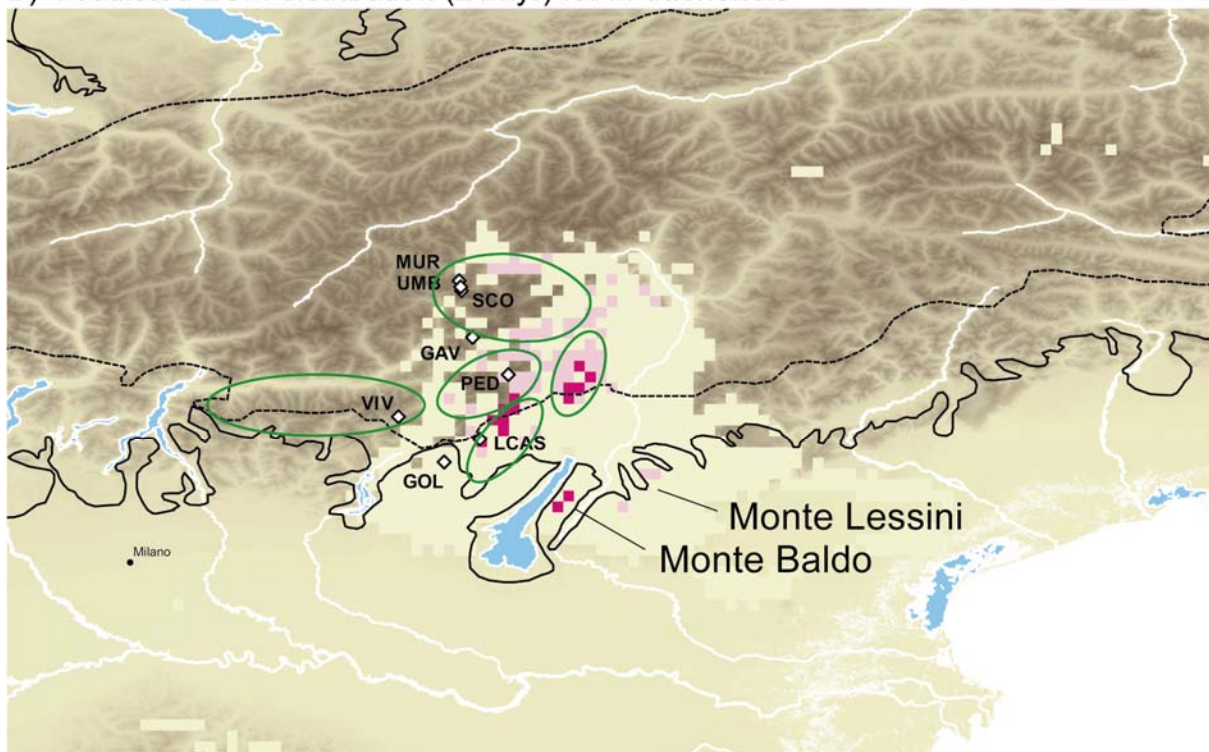 MUR
UMB
SCO
GAV
PED
VIV
LCAS
GOL
Monte Lessini
Milano
Monte Baldo